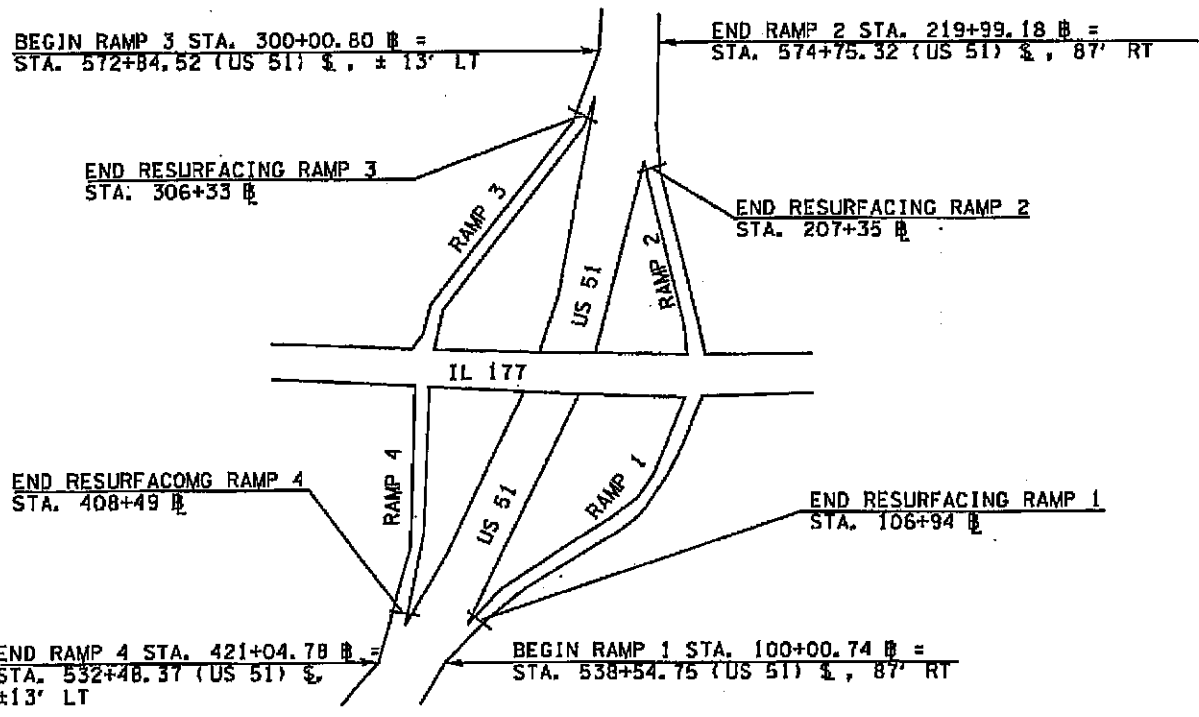 BEGIN RAMP 3 STA. 300+00.80 ⅊ =
STA. 572+84.52 (US 51) ℄, ± 13' LT
END RAMP 2 STA. 219+99.18 ⅊ =
STA. 574+75.32 (US 51) ℄, 87' RT
END RESURFACING RAMP 3
STA. 306+33 ⅊
RAMP 3
END RESURFACING RAMP 2
STA. 207+35 ⅊
RAMP 2
US 51
IL 177
RAMP 4
US 51
RAMP 1
END RESURFACOMG RAMP 4
STA. 408+49 ⅊
END RESURFACING RAMP 1
STA. 106+94 ⅊
END RAMP 4 STA. 421+04.78 ⅊ =
STA. 532+48.37 (US 51) ℄,
±13' LT
BEGIN RAMP 1 STA. 100+00.74 ⅊ =
STA. 538+54.75 (US 51) ℄, 87' RT